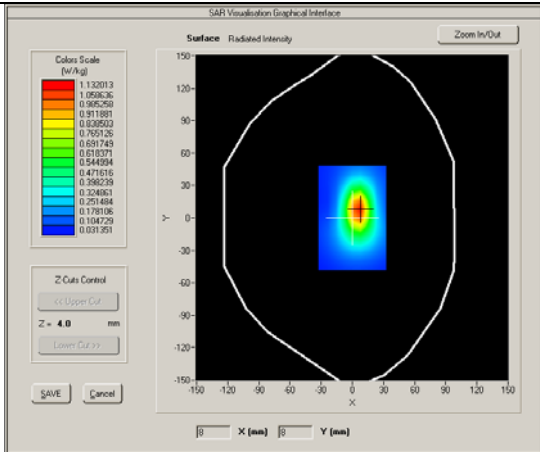 SAR Visualisation Graphical Interface
Surface Radiated Intensity
Zoom In/Out
Colors Scale
(W/kg)
1.132013
1.058636
0.985258
0.911881
0.838503
0.765126
0.691749
0.618371
0.544994
0.471616
0.398239
0.324861
0.251484
0.178106
0.104729
0.031351
Z-Cuts Control
<< Upper Cut
Z = 4.0 mm
Lower Cut >>
SAVE Cancel
150
120
90
60
30
0
-30
-60
-90
-120
-150
Y
-150 -120 -90 -60 -30 0 30 60 90 120 150
X
8 X (mm) 8 Y (mm)